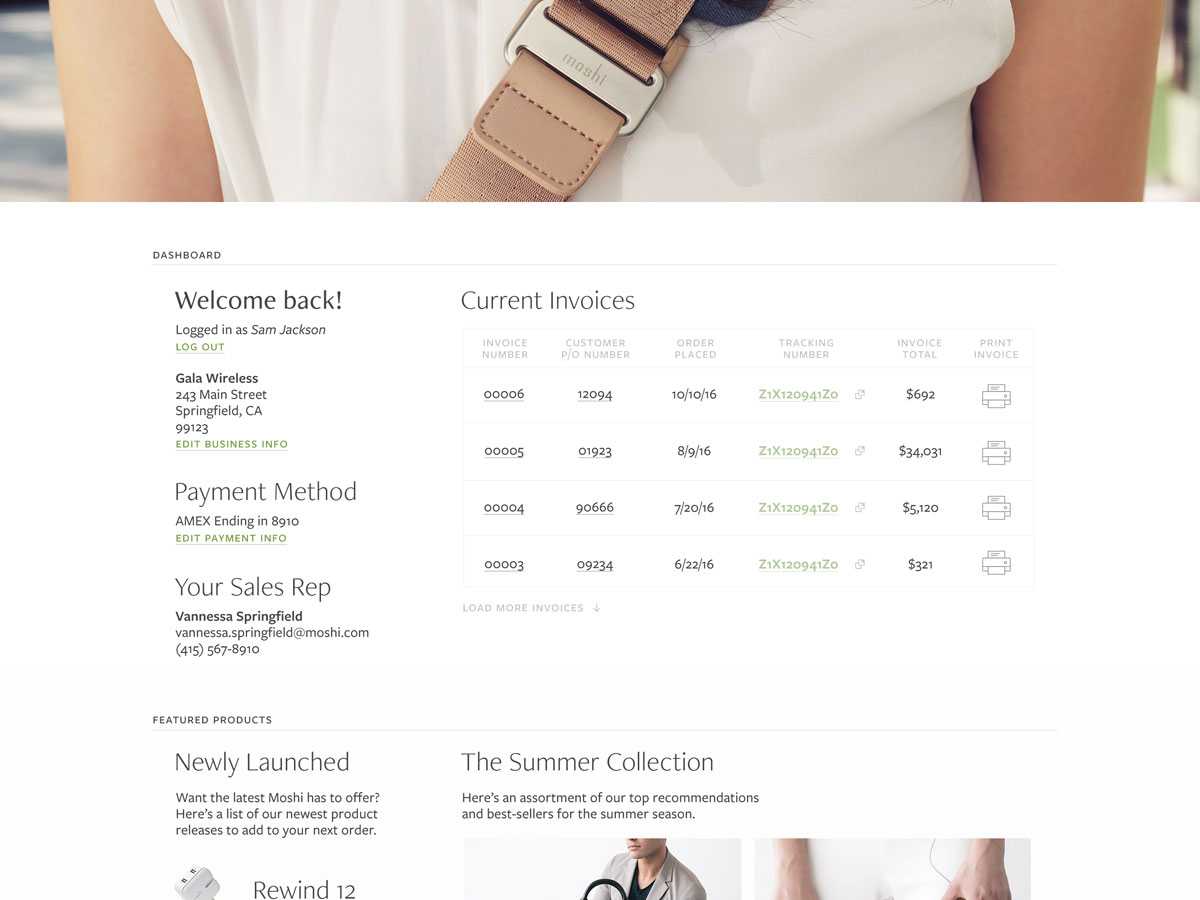 moshi
DASHBOARD
Welcome back!
Logged in as Sam Jackson
LOG OUT
Gala Wireless
243 Main Street
Springfield, CA
99123
EDIT BUSINESS INFO
Payment Method
AMEX Ending in 8910
EDIT PAYMENT INFO
Your Sales Rep
Vannessa Springfield
vannessa.springfield@moshi.com
(415) 567-8910
Current Invoices
INVOICE NUMBER CUSTOMER P/O NUMBER ORDER PLACED TRACKING NUMBER INVOICE TOTAL PRINT INVOICE
00006 12094 10/10/16 Z1X120941Z0 $692
00005 01923 8/9/16 Z1X120941Z0 $34,031
00004 90666 7/20/16 Z1X120941Z0 $5,120
00003 09234 6/22/16 Z1X120941Z0 $321
LOAD MORE INVOICES ↓
FEATURED PRODUCTS
Newly Launched
Want the latest Moshi has to offer?
Here's a list of our newest product
releases to add to your next order.
Rewind 12
The Summer Collection
Here's an assortment of our top recommendations
and best-sellers for the summer season.